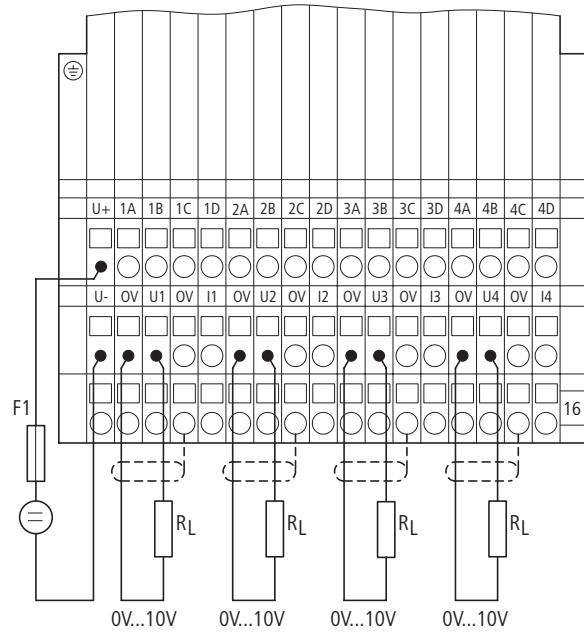 U+ 1A 1B 1C 1D 2A 2B 2C 2D 3A 3B 3C 3D 4A 4B 4C 4D
U- 0V U1 0V I1 0V U2 0V I2 0V U3 0V I3 0V U4 0V I4
F1
16
RL RL RL RL
0V...10V 0V...10V 0V...10V 0V...10V